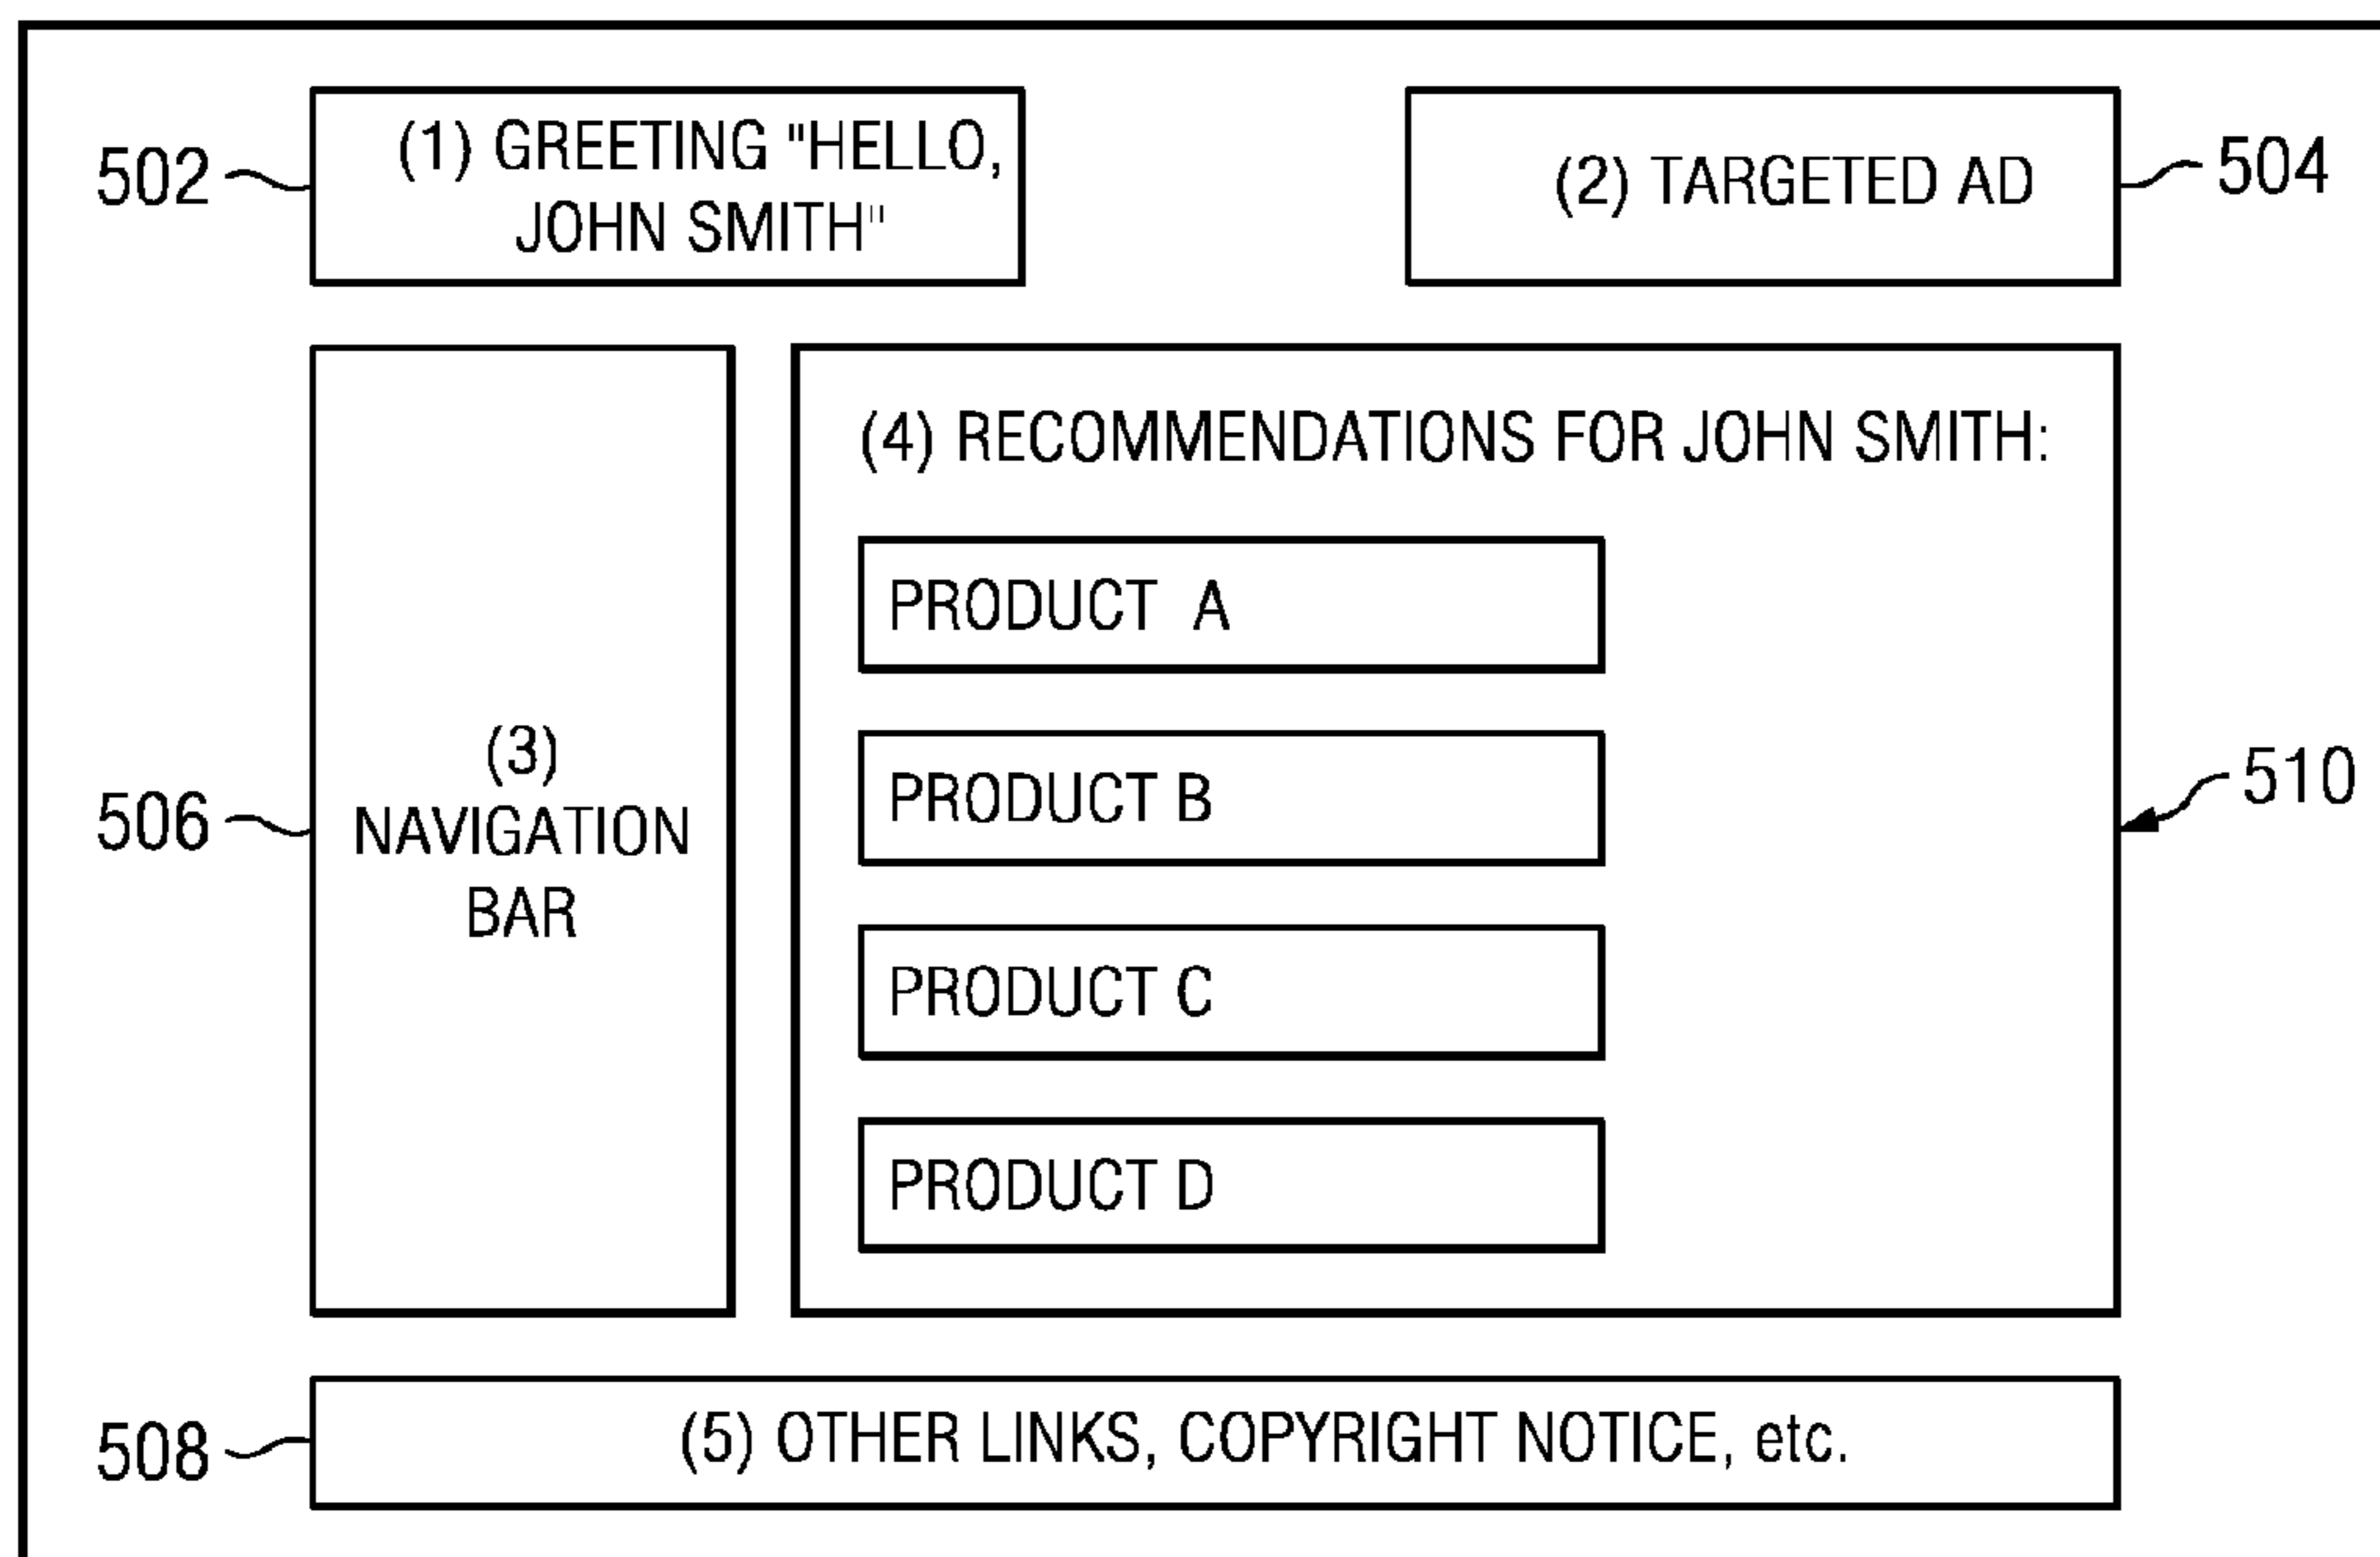 502
(1) GREETING "HELLO,
JOHN SMITH"
(2) TARGETED AD
504
506
(3)
NAVIGATION
BAR
(4) RECOMMENDATIONS FOR JOHN SMITH:
PRODUCT A
PRODUCT B
PRODUCT C
PRODUCT D
510
508
(5) OTHER LINKS, COPYRIGHT NOTICE, etc.